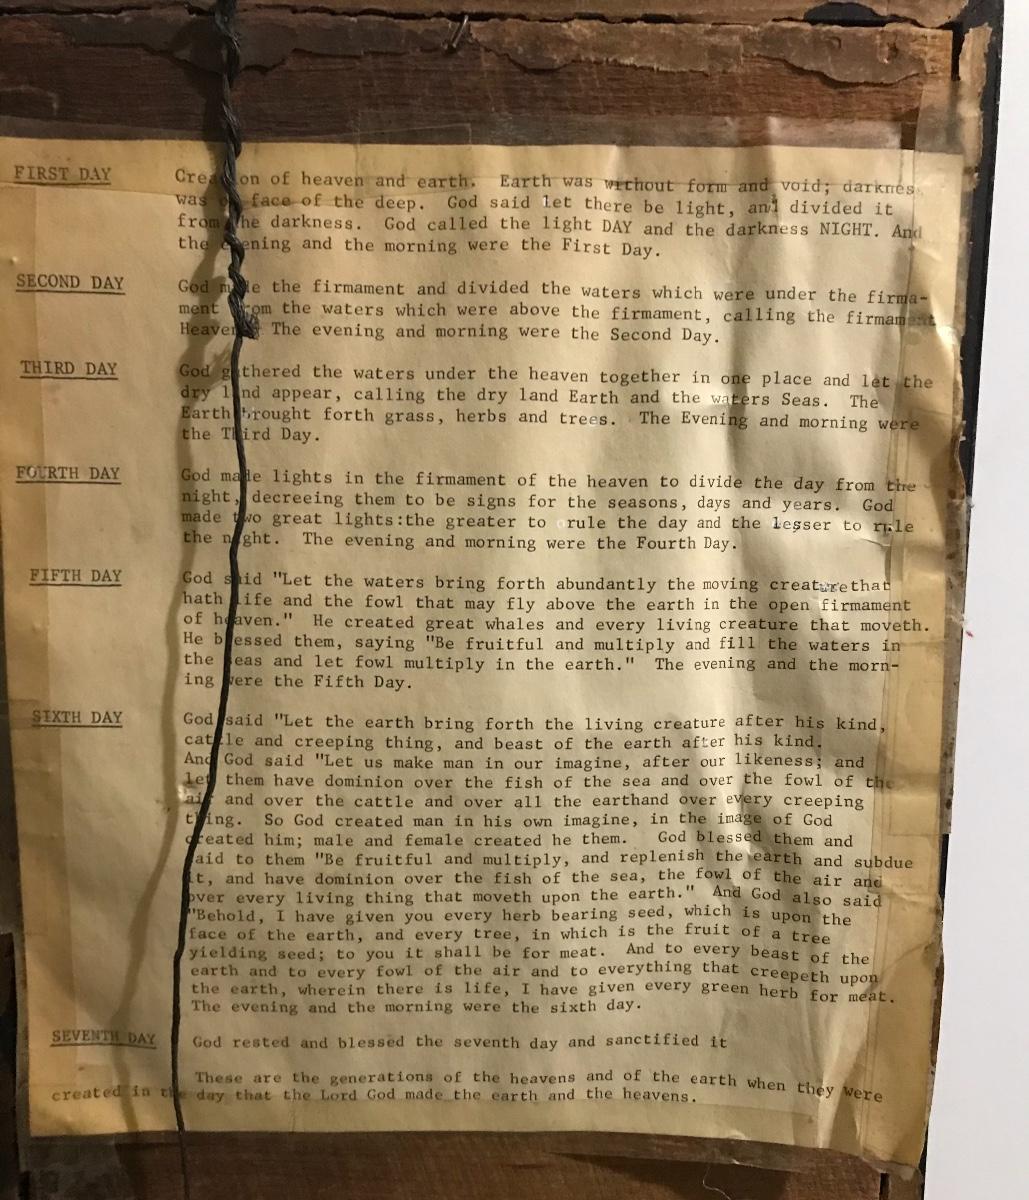 FIRST DAY Creation of heaven and earth. Earth was without form and void; darknes
was on face of the deep. God said let there be light, and divided it
from the darkness. God called the light DAY and the darkness NIGHT. And
the evening and the morning were the First Day.
SECOND DAY God made the firmament and divided the waters which were under the firma-
ment from the waters which were above the firmament, calling the firmament
Heaven. The evening and morning were the Second Day.
THIRD DAY God gathered the waters under the heaven together in one place and let the
dry land appear, calling the dry land Earth and the waters Seas. The
Earth brought forth grass, herbs and trees. The Evening and morning were
the Third Day.
FOURTH DAY God made lights in the firmament of the heaven to divide the day from the
night, decreeing them to be signs for the seasons, days and years. God
made two great lights:the greater to rule the day and the lesser to rule
the night. The evening and morning were the Fourth Day.
FIFTH DAY God said "Let the waters bring forth abundantly the moving creature that
hath life and the fowl that may fly above the earth in the open firmament
of heaven." He created great whales and every living creature that moveth.
He blessed them, saying "Be fruitful and multiply and fill the waters in
the seas and let fowl multiply in the earth." The evening and the morn-
ing were the Fifth Day.
SIXTH DAY God said "Let the earth bring forth the living creature after his kind,
cattle and creeping thing, and beast of the earth after his kind.
And God said "Let us make man in our imagine, after our likeness; and
let them have dominion over the fish of the sea and over the fowl of the
air and over the cattle and over all the earthand over every creeping
thing. So God created man in his own imagine, in the image of God
created him; male and female created he them. God blessed them and
said to them "Be fruitful and multiply, and replenish the earth and subdue
it, and have dominion over the fish of the sea, the fowl of the air and
over every living thing that moveth upon the earth." And God also said
"Behold, I have given you every herb bearing seed, which is upon the
face of the earth, and every tree, in which is the fruit of a tree
yielding seed; to you it shall be for meat. And to every beast of the
earth and to every fowl of the air and to everything that creepeth upon
the earth, wherein there is life, I have given every green herb for meat.
The evening and the morning were the sixth day.
SEVENTH DAY God rested and blessed the seventh day and sanctified it
These are the generations of the heavens and of the earth when they were
created in the day that the Lord God made the earth and the heavens.